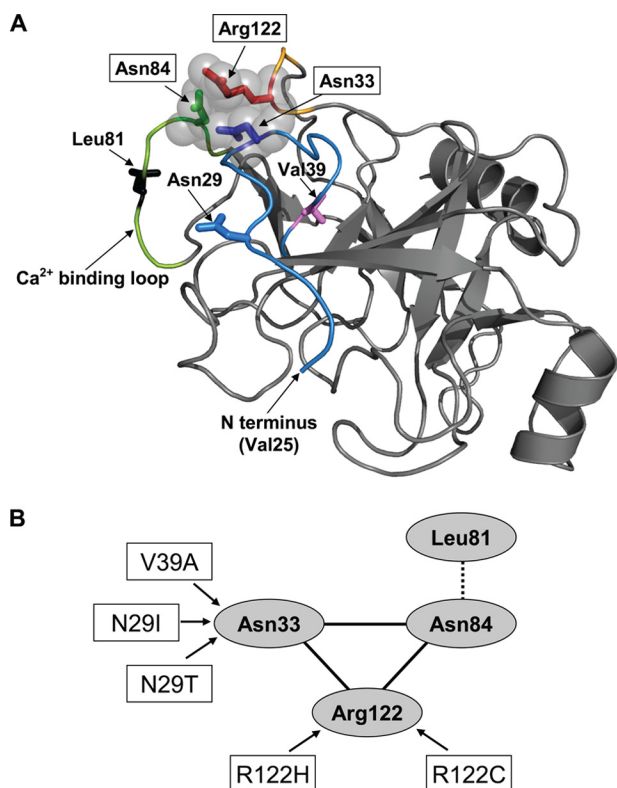 A
Arg122
Asn84
Asn33
Leu81
Val39
Asn29
Ca²⁺ binding loop
N terminus
(Val25)
B
Leu81
V39A
N29I
Asn33
Asn84
N29T
Arg122
R122H
R122C